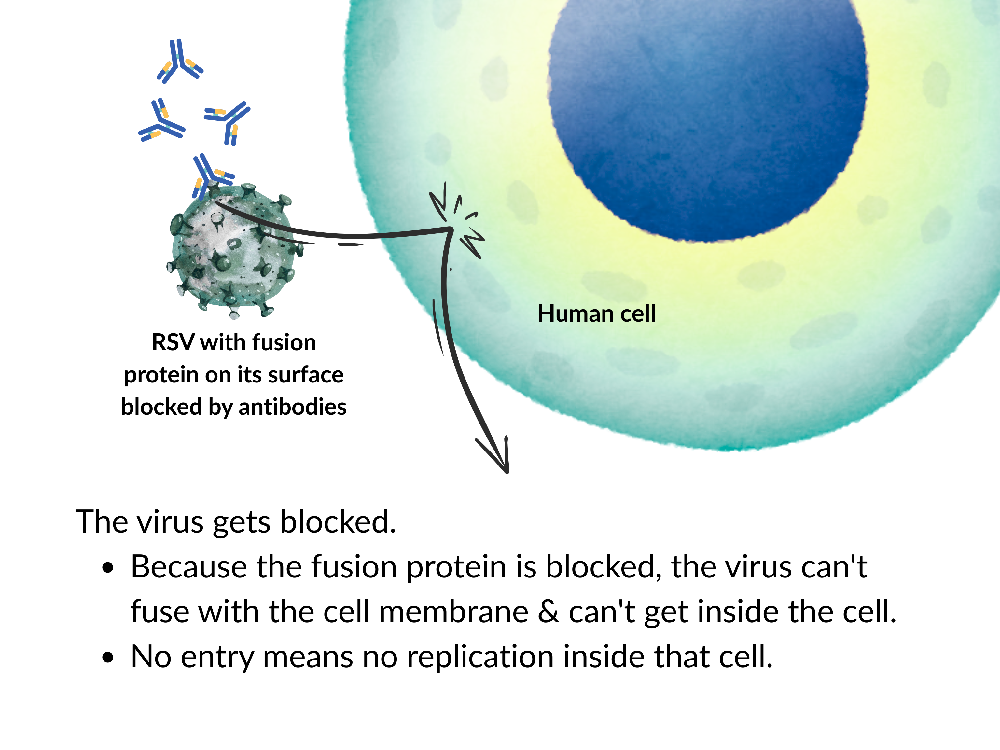 RSV with fusion
protein on its surface
blocked by antibodies
Human cell
The virus gets blocked.
• Because the fusion protein is blocked, the virus can't
fuse with the cell membrane & can't get inside the cell.
• No entry means no replication inside that cell.